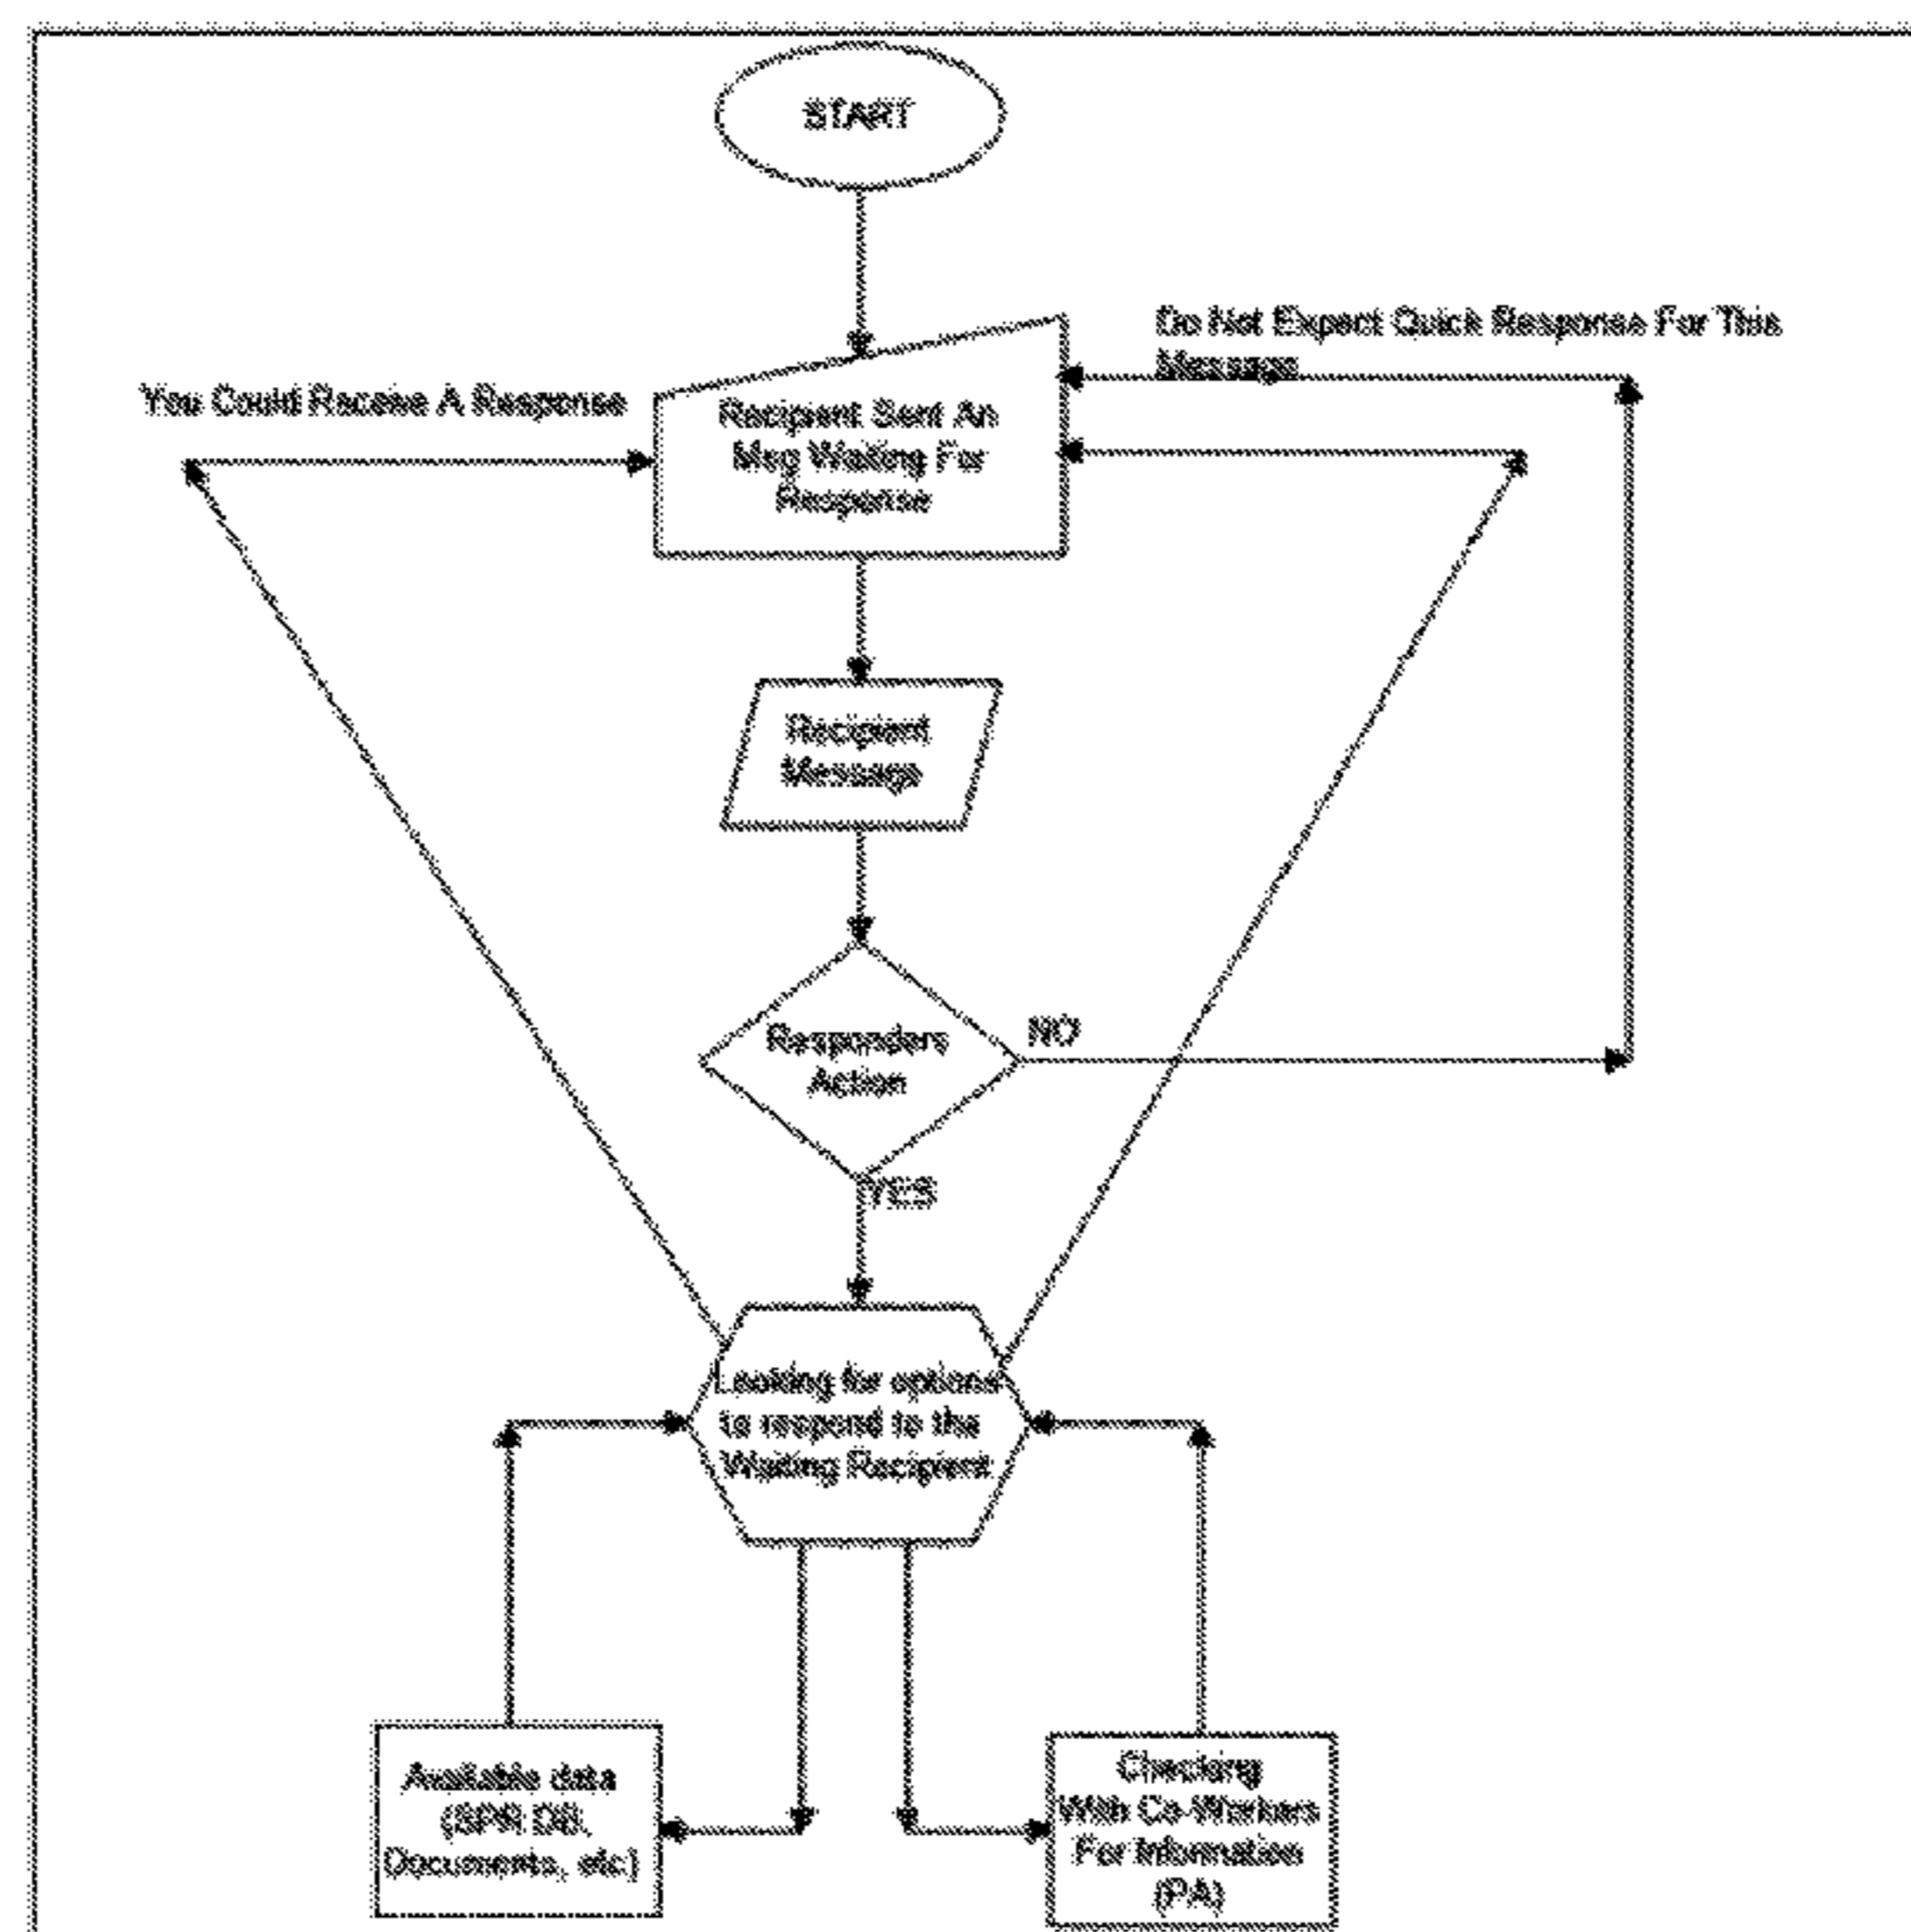 START
Do Not Expect Quick Response For This
Message
You Could Receive A Response
Recipient Sent An
Msg Waiting For
Response
Recipient
Message
Responders
Action
NO
YES
Looking for options
to respond to the
Waiting Recipient
Available data
(SPR DB,
Documents, etc)
Checking
With Co-Workers
For Information
(PA)